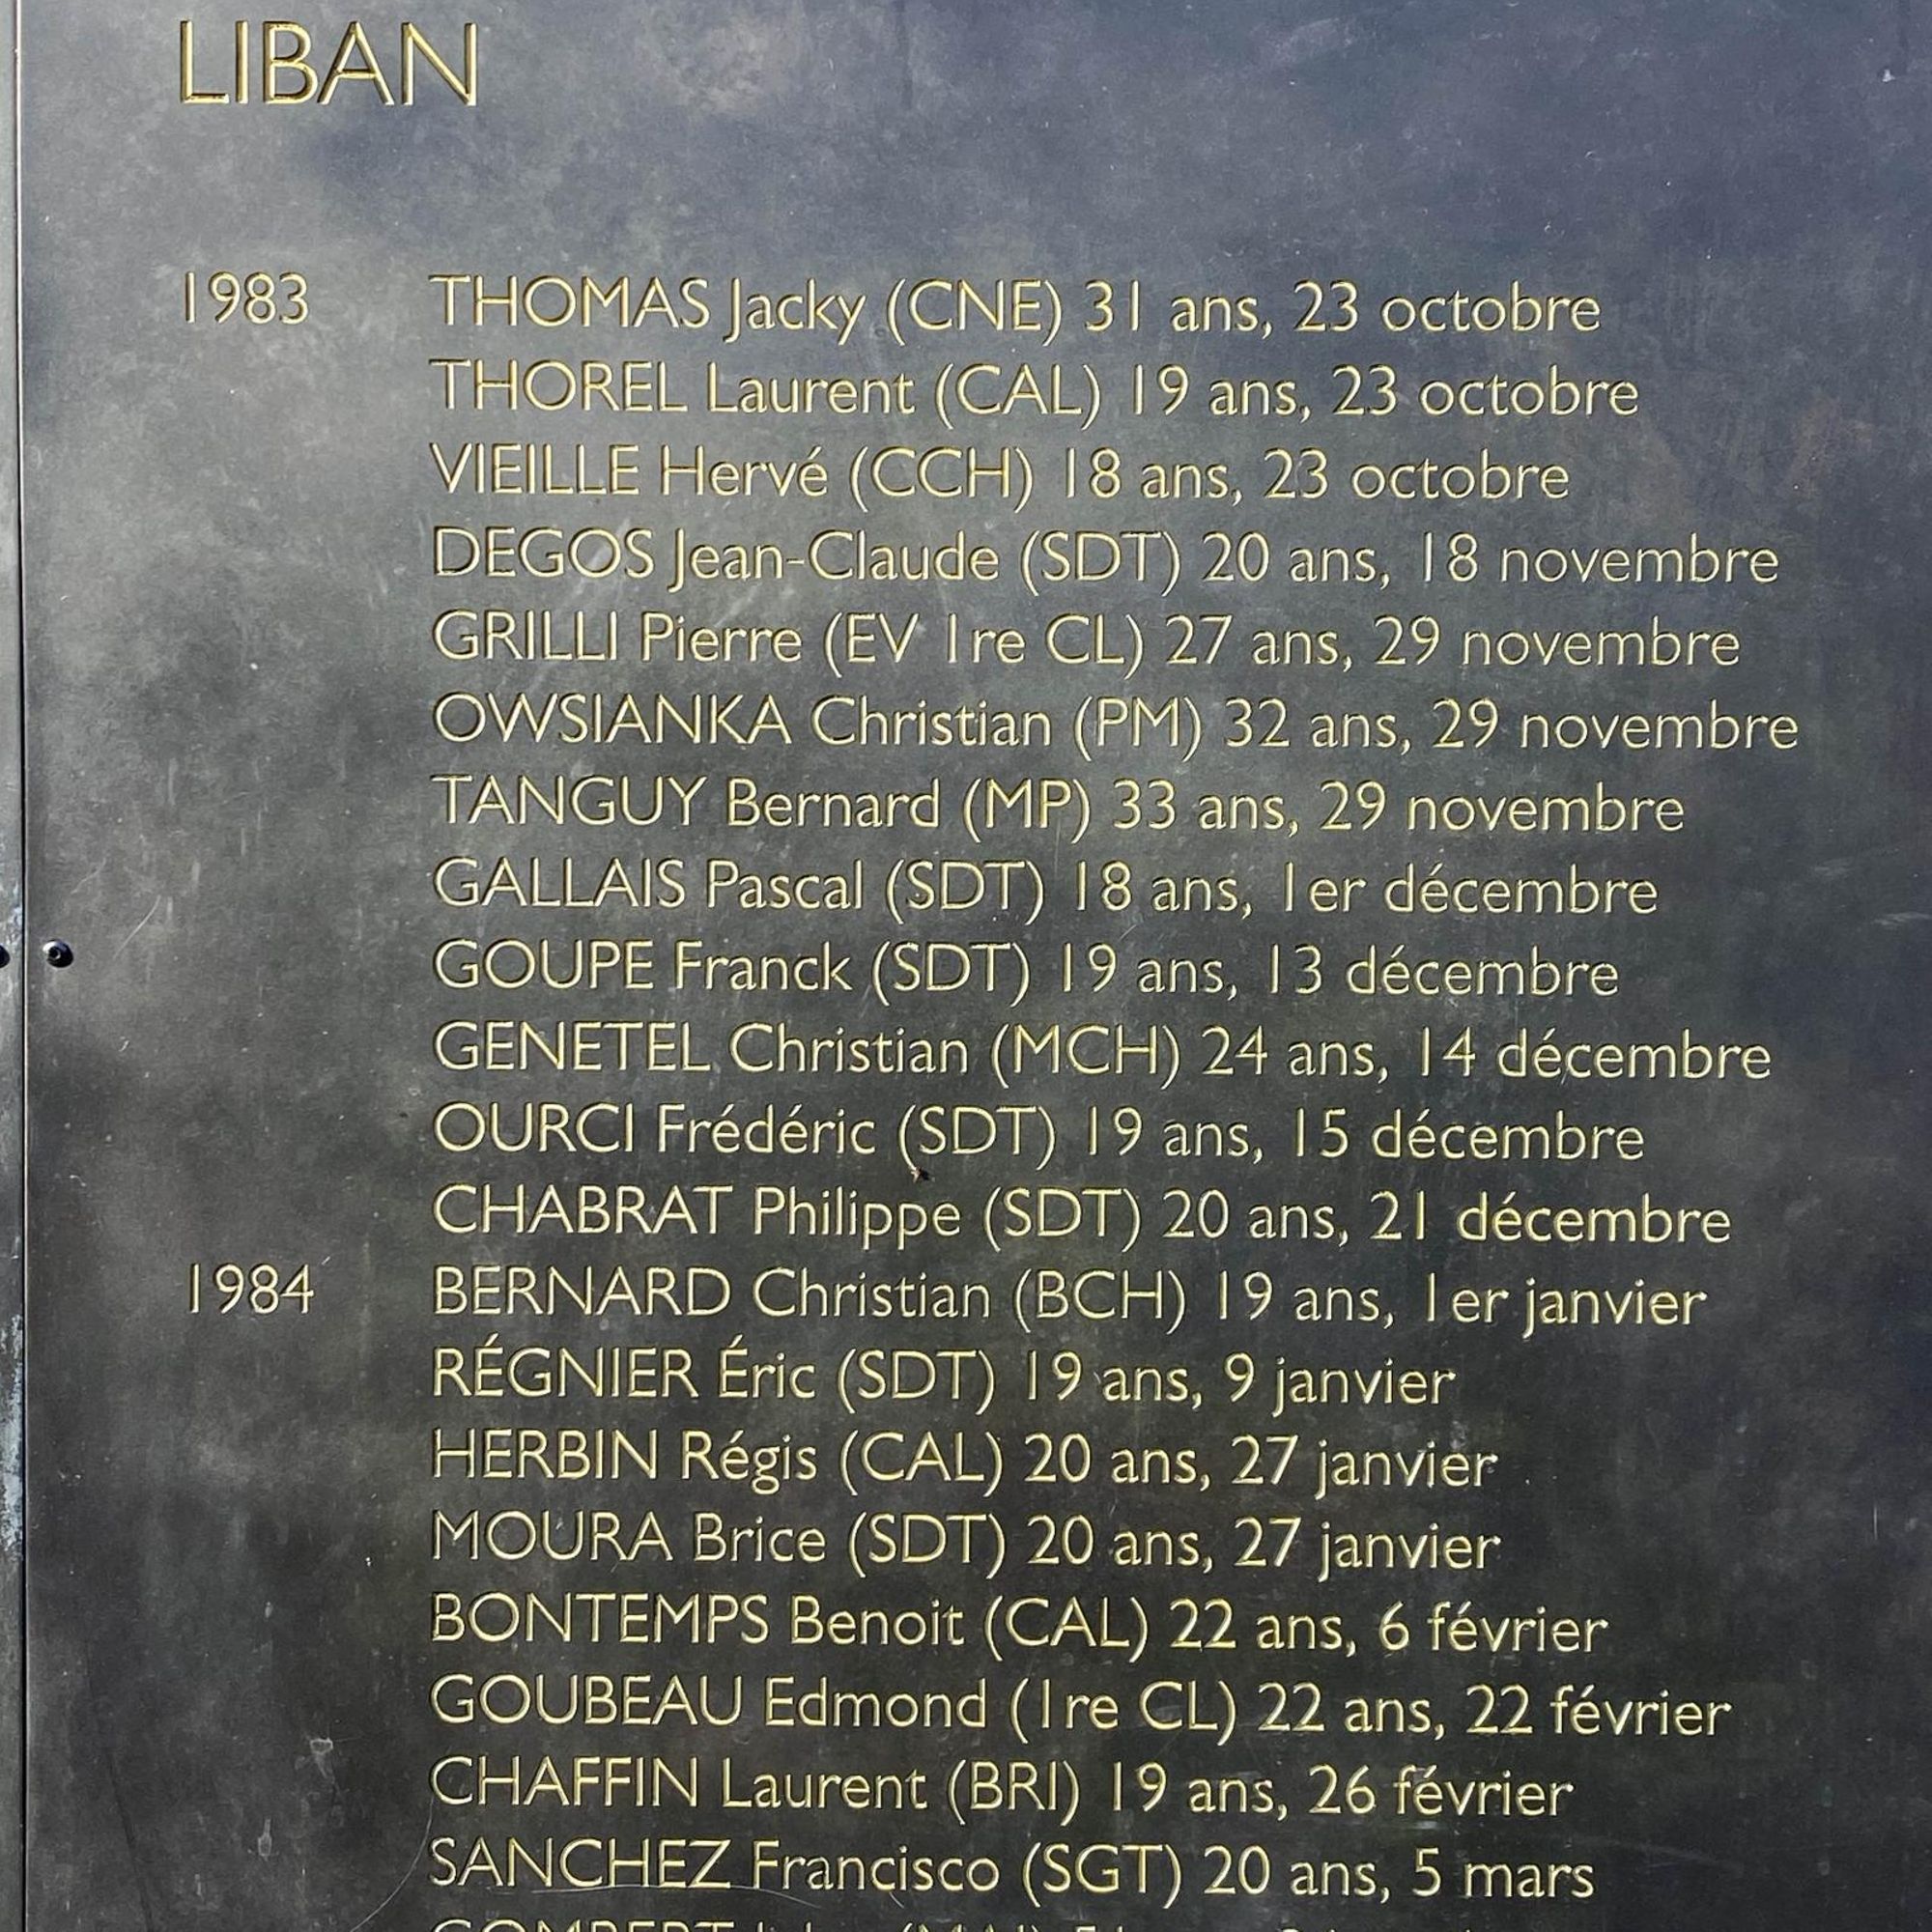 LIBAN
1983 THOMAS Jacky (CNE) 31 ans, 23 octobre
THOREL Laurent (CAL) 19 ans, 23 octobre
VIEILLE Hervé (CCH) 18 ans, 23 octobre
DEGOS Jean-Claude (SDT) 20 ans, 18 novembre
GRILLI Pierre (EV 1re CL) 27 ans, 29 novembre
OWSIANKA Christian (PM) 32 ans, 29 novembre
TANGUY Bernard (MP) 33 ans, 29 novembre
GALLAIS Pascal (SDT) 18 ans, 1er décembre
GOUPE Franck (SDT) 19 ans, 13 décembre
GENETEL Christian (MCH) 24 ans, 14 décembre
OURCI Frédéric (SDT) 19 ans, 15 décembre
CHABRAT Philippe (SDT) 20 ans, 21 décembre
1984 BERNARD Christian (BCH) 19 ans, 1er janvier
RÉGNIER Éric (SDT) 19 ans, 9 janvier
HERBIN Régis (CAL) 20 ans, 27 janvier
MOURA Brice (SDT) 20 ans, 27 janvier
BONTEMPS Benoit (CAL) 22 ans, 6 février
GOUBEAU Edmond (1re CL) 22 ans, 22 février
CHAFFIN Laurent (BRI) 19 ans, 26 février
SANCHEZ Francisco (SGT) 20 ans, 5 mars